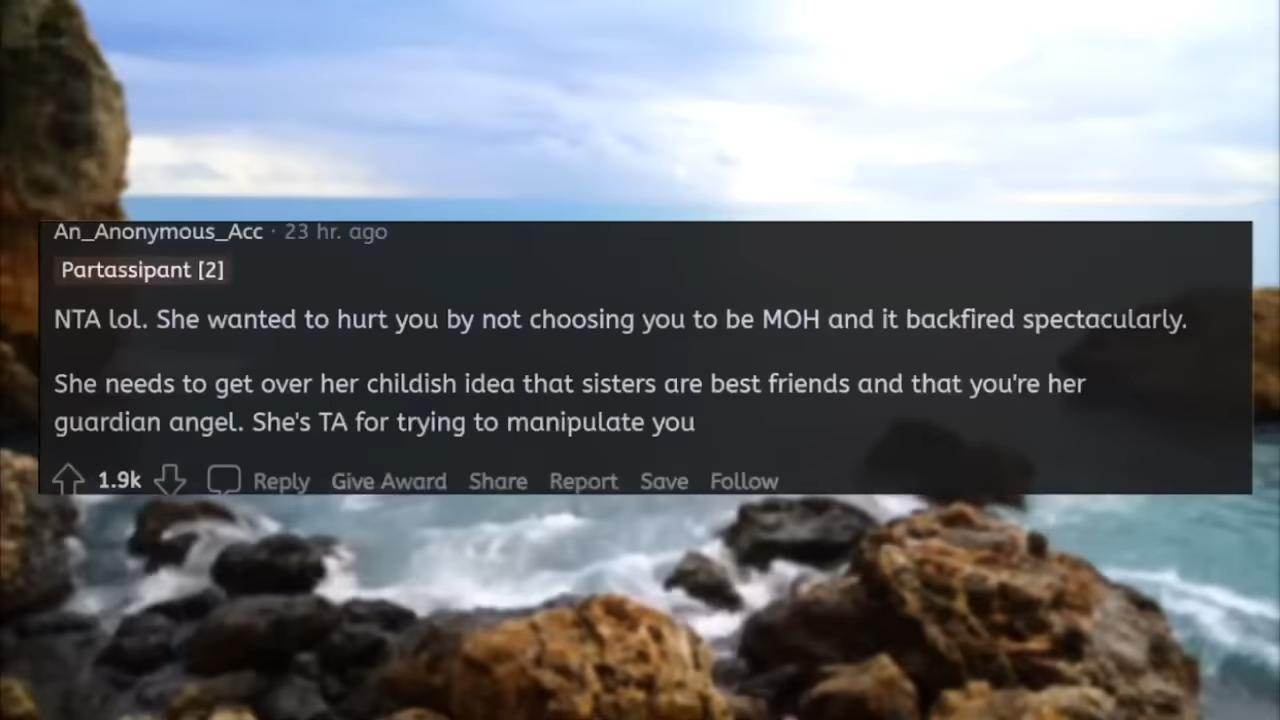 An_Anonymous_Acc · 23 hr. ago
Partassipant [2]
NTA lol. She wanted to hurt you by not choosing you to be MOH and it backfired spectacularly.
She needs to get over her childish idea that sisters are best friends and that you're her
guardian angel. She's TA for trying to manipulate you
1.9k Reply Give Award Share Report Save Follow